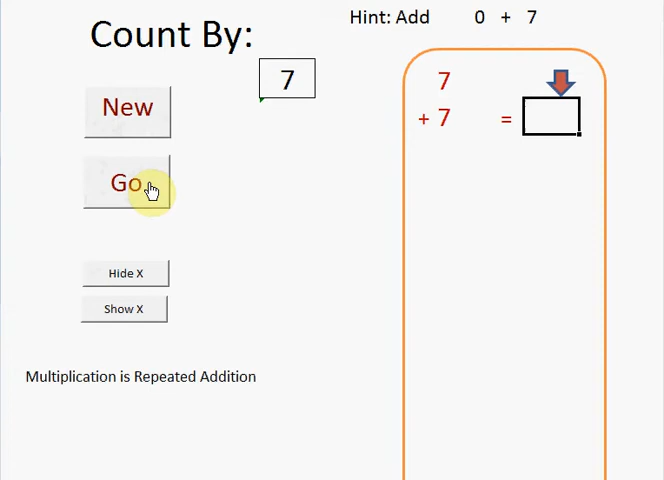 Hint: Add 0 + 7
Count By:
7
New
Go
7
+ 7 =
Hide X
Show X
Multiplication is Repeated Addition